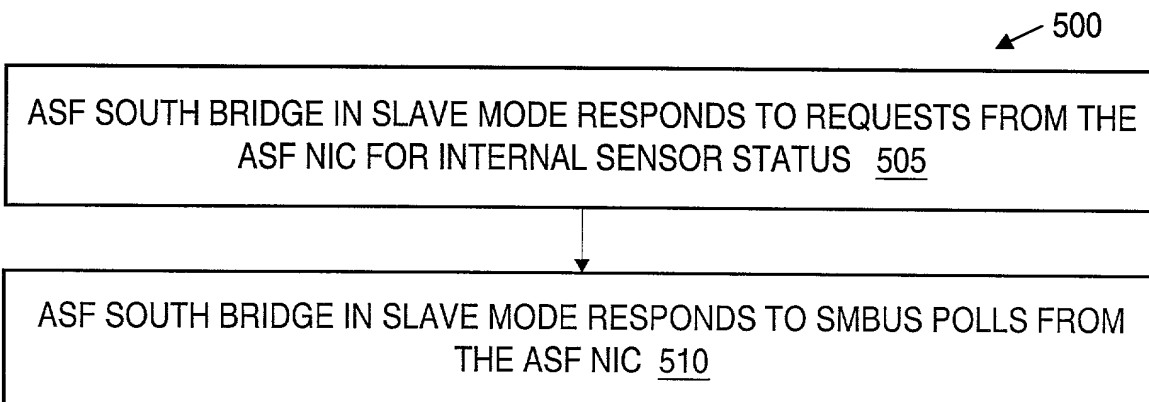 500
ASF SOUTH BRIDGE IN SLAVE MODE RESPONDS TO REQUESTS FROM THE
ASF NIC FOR INTERNAL SENSOR STATUS 505
ASF SOUTH BRIDGE IN SLAVE MODE RESPONDS TO SMBUS POLLS FROM
THE ASF NIC 510